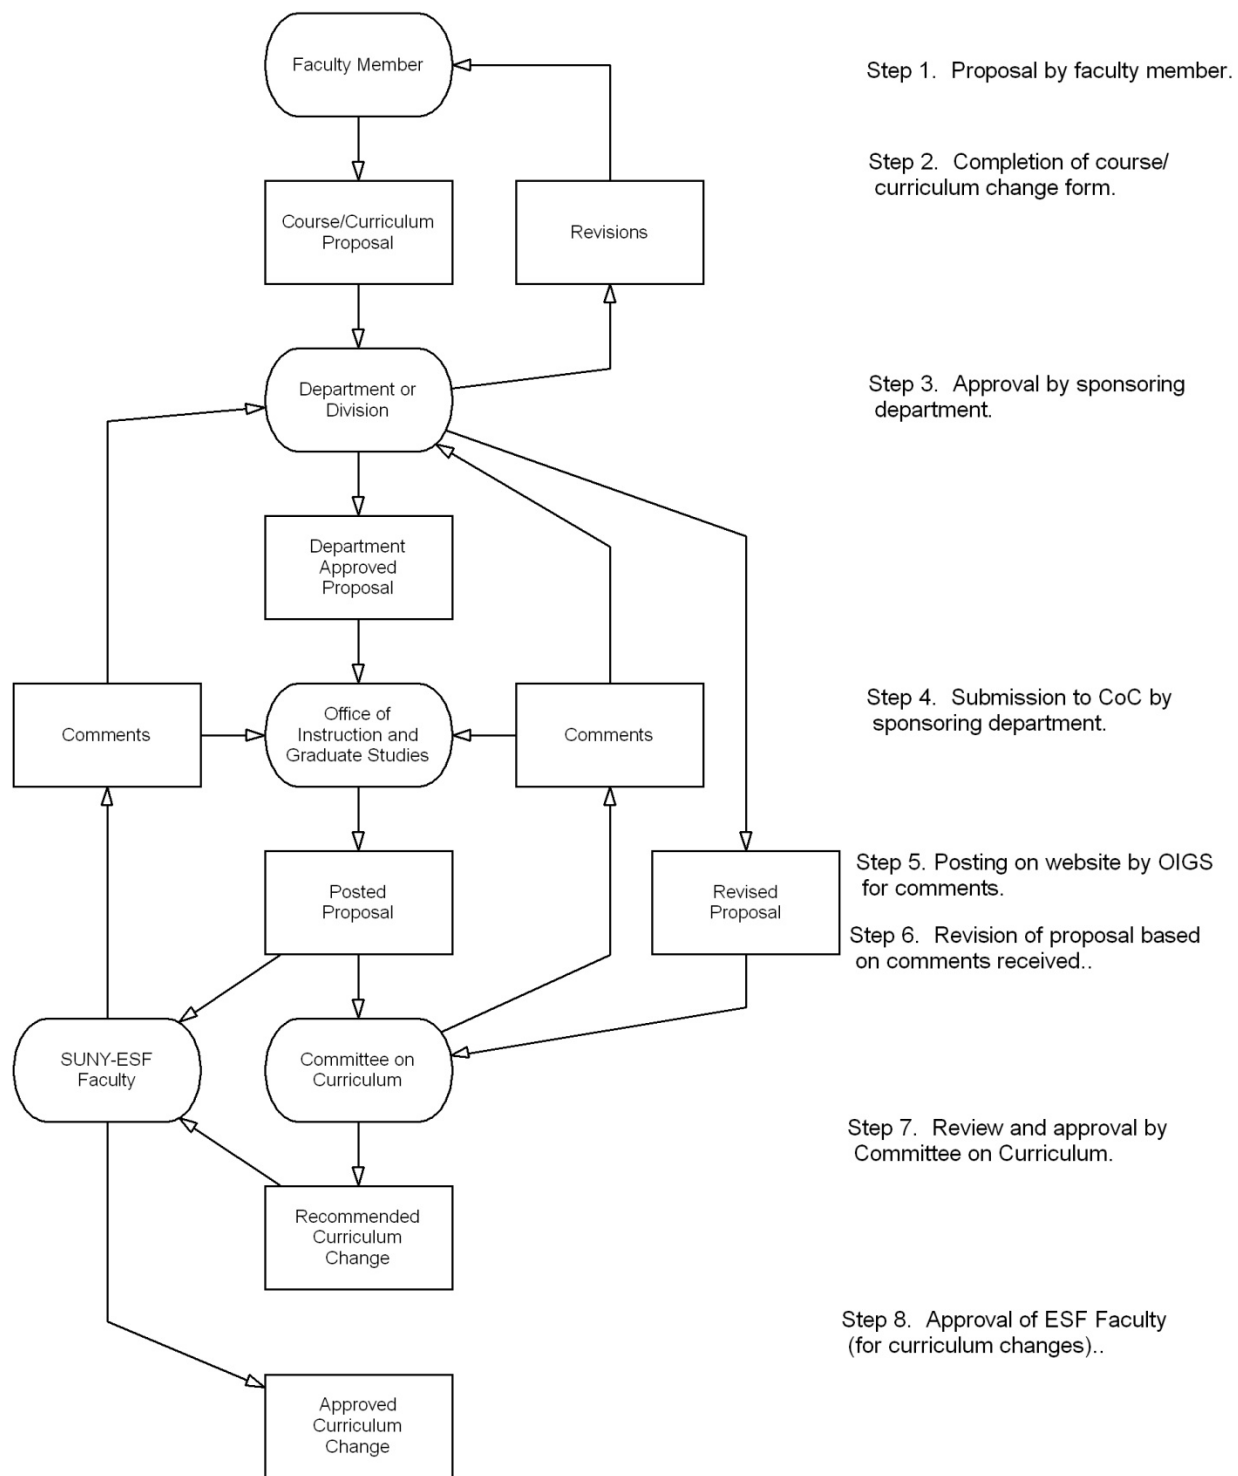 Faculty Member
Step 1.  Proposal by faculty member.
Step 2.  Completion of course/
curriculum change form.
Course/Curriculum
Proposal
Revisions
Department or
Division
Step 3.  Approval by sponsoring
department.
Department
Approved
Proposal
Comments
Office of
Instruction and
Graduate Studies
Comments
Step 4.  Submission to CoC by
sponsoring department.
Posted
Proposal
Revised
Proposal
Step 5. Posting on website by OIGS
for comments.
Step 6.  Revision of proposal based
on comments received..
SUNY-ESF
Faculty
Committee on
Curriculum
Step 7.  Review and approval by
Committee on Curriculum.
Recommended
Curriculum
Change
Step 8.  Approval of ESF Faculty
(for curriculum changes)..
Approved
Curriculum
Change